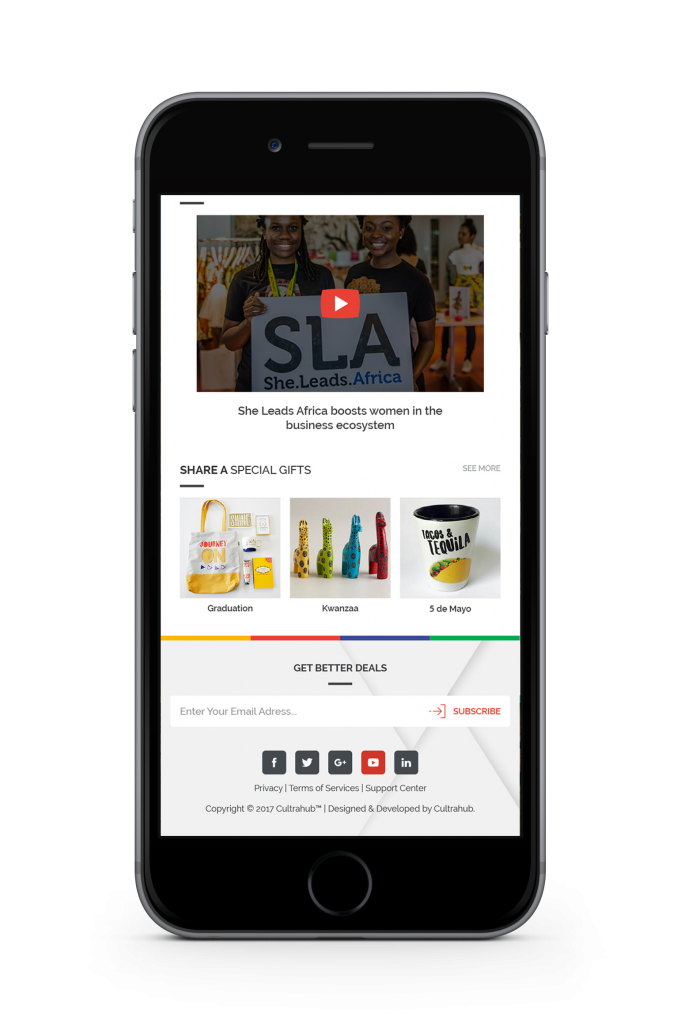 SLA
She.Leads.Africa
She Leads Africa boosts women in the
business ecosystem
SHARE A SPECIAL GIFTS
SEE MORE
JOURNEY
ON
SHINE
TACOS &
TEQUILA
Graduation
Kwanzaa
5 de Mayo
GET BETTER DEALS
Enter Your Email Adress...
SUBSCRIBE
f
G+
in
Privacy | Terms of Services | Support Center
Copyright © 2017 Cultrahub™ | Designed & Developed by Cultrahub.